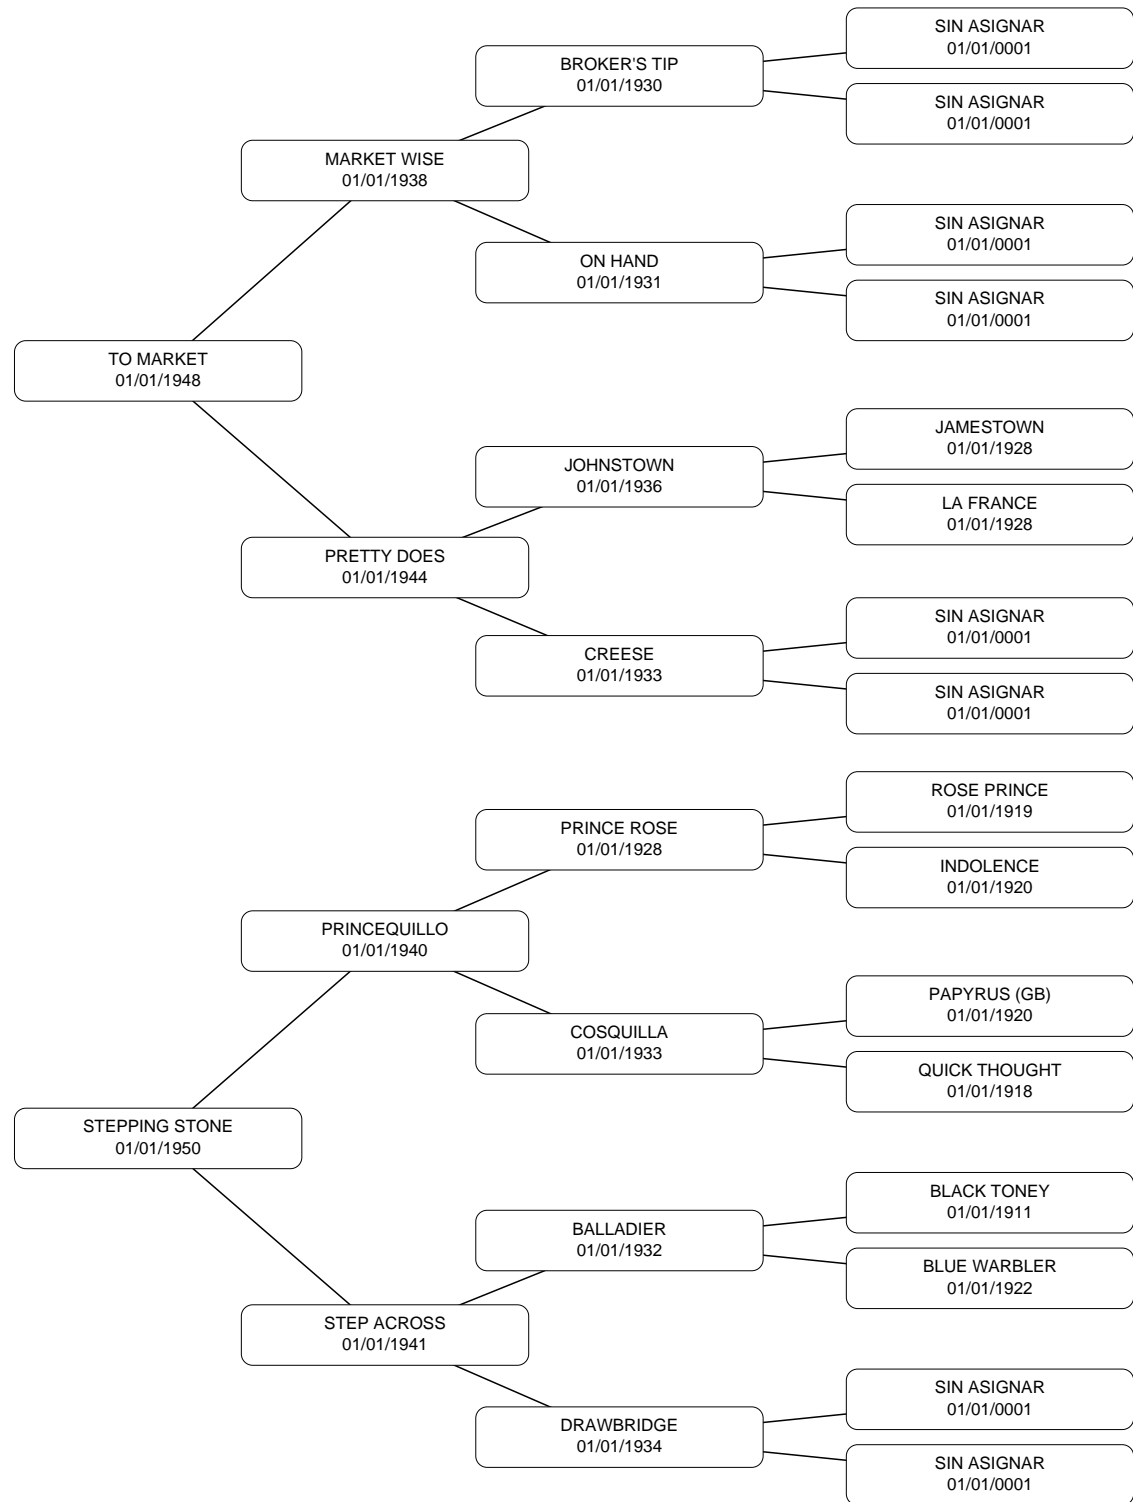 SIN ASIGNAR
01/01/0001
BROKER'S TIP
01/01/1930
SIN ASIGNAR
01/01/0001
MARKET WISE
01/01/1938
SIN ASIGNAR
01/01/0001
ON HAND
01/01/1931
SIN ASIGNAR
01/01/0001
TO MARKET
01/01/1948
JAMESTOWN
01/01/1928
JOHNSTOWN
01/01/1936
LA FRANCE
01/01/1928
PRETTY DOES
01/01/1944
SIN ASIGNAR
01/01/0001
CREESE
01/01/1933
SIN ASIGNAR
01/01/0001
ROSE PRINCE
01/01/1919
PRINCE ROSE
01/01/1928
INDOLENCE
01/01/1920
PRINCEQUILLO
01/01/1940
PAPYRUS (GB)
01/01/1920
COSQUILLA
01/01/1933
QUICK THOUGHT
01/01/1918
STEPPING STONE
01/01/1950
BLACK TONEY
01/01/1911
BALLADIER
01/01/1932
BLUE WARBLER
01/01/1922
STEP ACROSS
01/01/1941
SIN ASIGNAR
01/01/0001
DRAWBRIDGE
01/01/1934
SIN ASIGNAR
01/01/0001